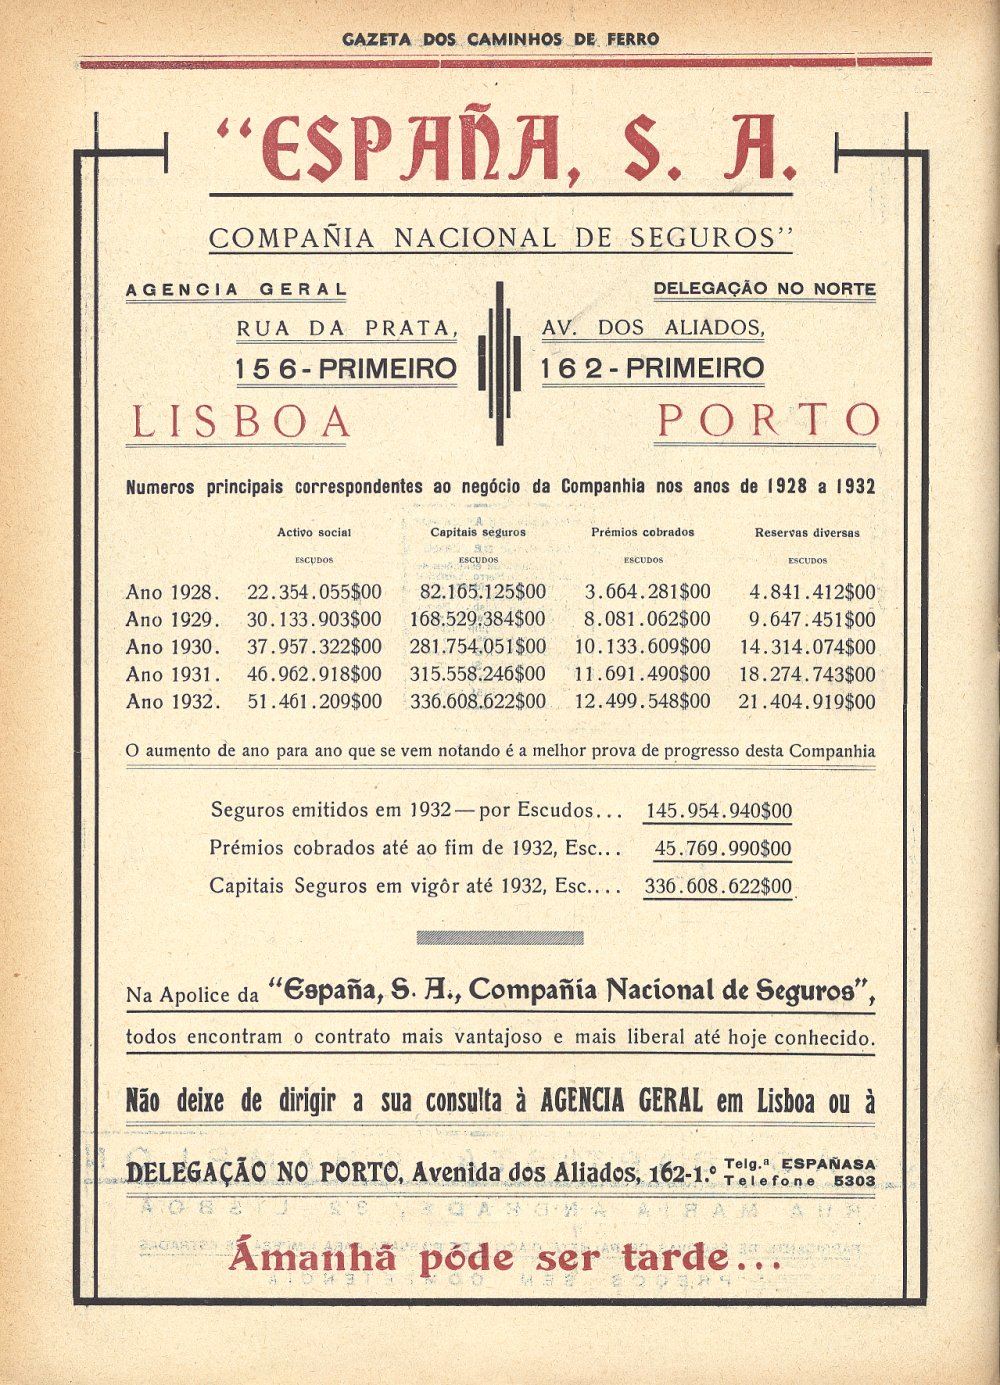 GAZETA DOS CAMINHOS DE FERRO
"ESPAÑA, S. A.
COMPAÑIA NACIONAL DE SEGUROS"
AGENCIA GERAL
RUA DA PRATA,
156-PRIMEIRO
LISBOA
DELEGAÇÃO NO NORTE
AV. DOS ALIADOS,
162-PRIMEIRO
PORTO
Numeros principais correspondentes ao negócio da Companhia nos anos de 1928 a 1932
Activo social Capitais seguros Prémios cobrados Reservas diversas
ESCUDOS ESCUDOS ESCUDOS ESCUDOS
Ano 1928. 22.354.055$00 82.165.125$00 3.664.281$00 4.841.412$00
Ano 1929. 30.133.903$00 168.529.384$00 8.081.062$00 9.647.451$00
Ano 1930. 37.957.322$00 281.754.051$00 10.133.609$00 14.314.074$00
Ano 1931. 46.962.918$00 315.558.246$00 11.691.490$00 18.274.743$00
Ano 1932. 51.461.209$00 336.608.622$00 12.499.548$00 21.404.919$00
O aumento de ano para ano que se vem notando é a melhor prova de progresso desta Companhia
Seguros emitidos em 1932—por Escudos... 145.954.940$00
Prémios cobrados até ao fim de 1932, Esc... 45.769.990$00
Capitais Seguros em vigôr até 1932, Esc.... 336.608.622$00
Na Apolice da "España, S. A., Compañia Nacional de Seguros",
todos encontram o contrato mais vantajoso e mais liberal até hoje conhecido.
Não deixe de dirigir a sua consulta à AGENCIA GERAL em Lisboa ou à
DELEGAÇÃO NO PORTO, Avenida dos Aliados, 162-1.º Telg.ª ESPAÑASA
Telefone 5303
Ámanhã póde ser tarde...